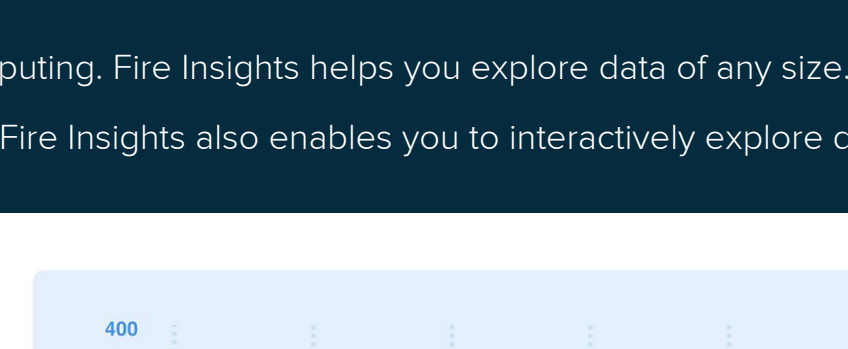 puting. Fire Insights helps you explore data of any size.
Fire Insights also enables you to interactively explore
400